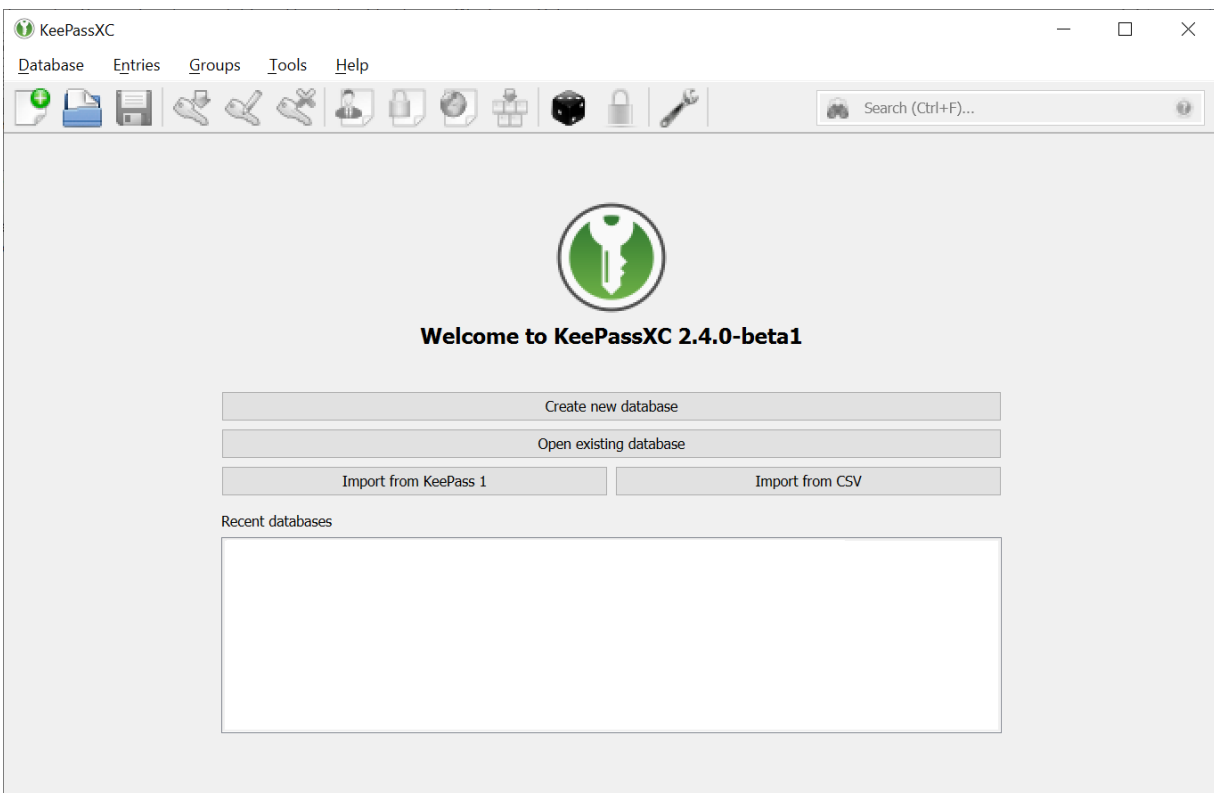 KeePassXC
Database Entries Groups Tools Help
Search (Ctrl+F)...
Welcome to KeePassXC 2.4.0-beta1
Create new database
Open existing database
Import from KeePass 1 Import from CSV
Recent databases